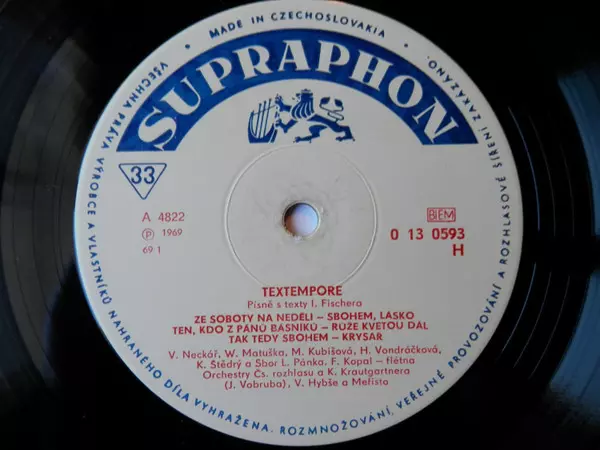 MADE IN CZECHOSLOVAKIA
SUPRAPHON
33
A 4822
Ⓟ 1969
69 1
BIEM
0 13 0593
H
TEXTEMPORE
Písně s texty I. Fischera
ZE SOBOTY NA NEDĚLI – SBOHEM, LÁSKO
TEN, KDO Z PÁNŮ BÁSNÍKŮ – RŮŽE KVETOU DÁL
TAK TEDY SBOHEM – KRYSAŘ
V. Neckář, W. Matuška, M. Kubišová, H. Vondráčková,
K. Štědrý a Sbor L. Pánka. F. Kopal – flétna
Orchestry Čs. rozhlasu a K. Krautgartnera
(J. Vobruba), V. Hybše a Mefisto
VŠECHNA PRÁVA VÝROBCE A VLASTNÍKŮ NAHRANÉHO DÍLA VYHRAŽENA. ROZMNOŽOVÁNÍ, VEŘEJNÉ PROVOZOVÁNÍ A ROZHLASOVÉ ŠÍŘENÍ ZAKÁZÁNO.